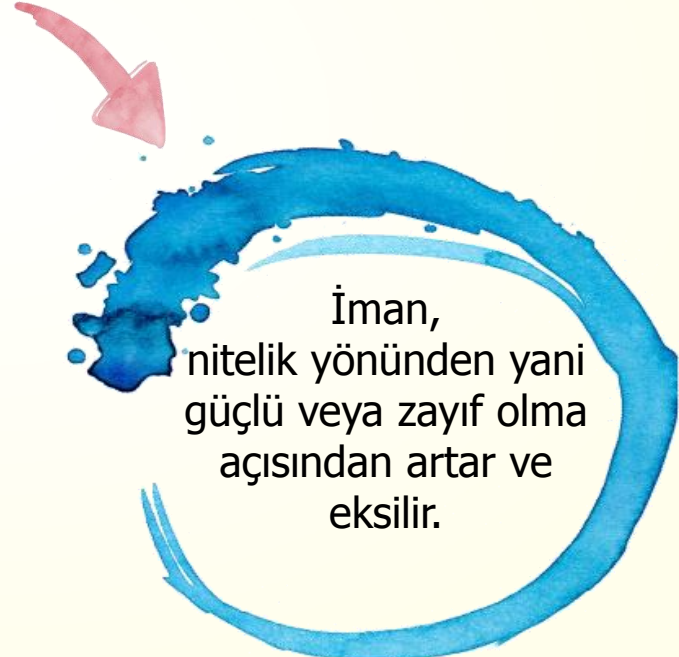 İman,
nitelik yönünden yani
güçlü veya zayıf olma
açısından artar ve
eksilir.